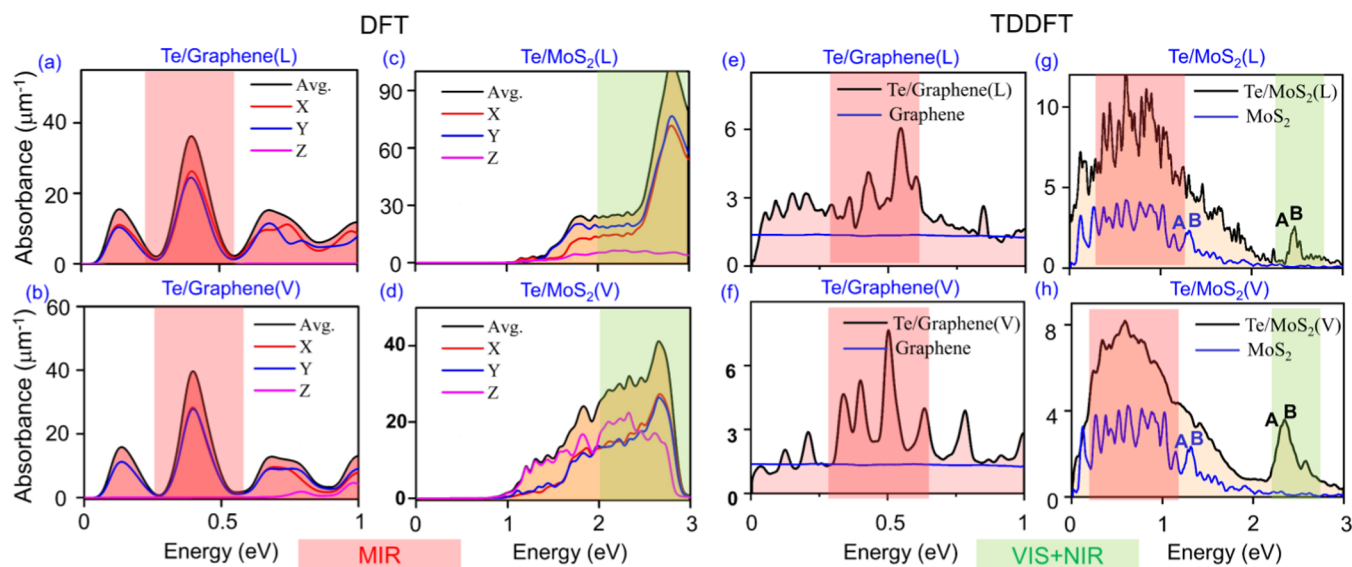 DFT
TDDFT
(a)
Te/Graphene(L)
(c)
Te/MoS₂(L)
(e)
Te/Graphene(L)
(g)
Te/MoS₂(L)
Absorbance (μm⁻¹)
60
40
20
0
Avg.
X
Y
Z
90
60
30
0
Avg.
X
Y
Z
6
3
0
Te/Graphene(L)
Graphene
10
5
0
Te/MoS₂(L)
MoS₂
A B
A B
(b)
Te/Graphene(V)
(d)
Te/MoS₂(V)
(f)
Te/Graphene(V)
(h)
Te/MoS₂(V)
Absorbance (μm⁻¹)
60
40
20
0
Avg.
X
Y
Z
0 0.5 1
40
20
0
Avg.
X
Y
Z
0 1 2 3
6
3
0
Te/Graphene(V)
Graphene
0 0.5 1
8
4
0
Te/MoS₂(V)
MoS₂
A B
A B
0 1 2 3
Energy (eV)
Energy (eV)
Energy (eV)
Energy (eV)
MIR
VIS+NIR